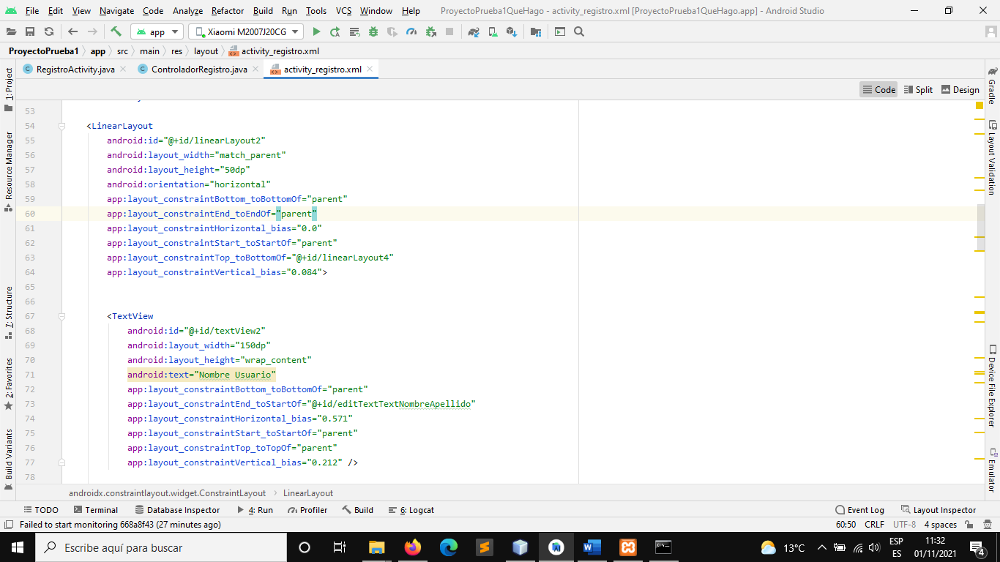 File Edit View Navigate Code Analyze Refactor Build Run Tools VCS Window Help ProyectoPrueba1QueHago - activity_registro.xml [ProyectoPrueba1QueHago.app] - Android Studio
app Xiaomi M2007J20CG
ProyectoPrueba1 app src main res layout activity_registro.xml
RegistroActivity.java ControladorRegistro.java activity_registro.xml
Code Split Design
1: Project
Resource Manager
7: Structure
2: Favorites
Build Variants
53
54 <LinearLayout
55 android:id="@+id/linearLayout2"
56 android:layout_width="match_parent"
57 android:layout_height="50dp"
58 android:orientation="horizontal"
59 app:layout_constraintBottom_toBottomOf="parent"
60 app:layout_constraintEnd_toEndOf="parent"
61 app:layout_constraintHorizontal_bias="0.0"
62 app:layout_constraintStart_toStartOf="parent"
63 app:layout_constraintTop_toBottomOf="@+id/linearLayout4"
64 app:layout_constraintVertical_bias="0.084">
65
66
67 <TextView
68 android:id="@+id/textView2"
69 android:layout_width="150dp"
70 android:layout_height="wrap_content"
71 android:text="Nombre Usuario"
72 app:layout_constraintBottom_toBottomOf="parent"
73 app:layout_constraintEnd_toStartOf="@+id/editTextTextNombreApellido"
74 app:layout_constraintHorizontal_bias="0.571"
75 app:layout_constraintStart_toStartOf="parent"
76 app:layout_constraintTop_toTopOf="parent"
77 app:layout_constraintVertical_bias="0.212" />
78
Gradle
Layout Validation
Device File Explorer
Emulator
androidx.constraintlayout.widget.ConstraintLayout LinearLayout
TODO Terminal Database Inspector 4: Run Profiler Build 6: Logcat Event Log Layout Inspector
Failed to start monitoring 668a8f43 (27 minutes ago) 60:50 CRLF UTF-8 4 spaces
Escribe aquí para buscar
13°C
ESP
ES
11:32
01/11/2021
4